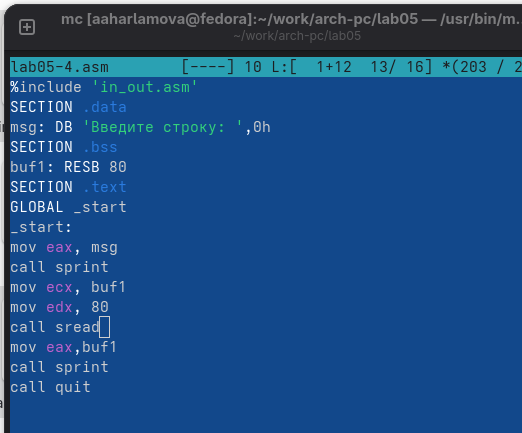 mc [aaharlamova@fedora]:~/work/arch-pc/lab05 — /usr/bin/m…
~/work/arch-pc/lab05
lab05-4.asm [----] 10 L:[ 1+12 13/ 16] *(203 / 2
%include 'in_out.asm'
SECTION .data
msg: DB 'Введите строку: ',0h
SECTION .bss
buf1: RESB 80
SECTION .text
GLOBAL _start
_start:
mov eax, msg
call sprint
mov ecx, buf1
mov edx, 80
call sread
mov eax,buf1
call sprint
call quit